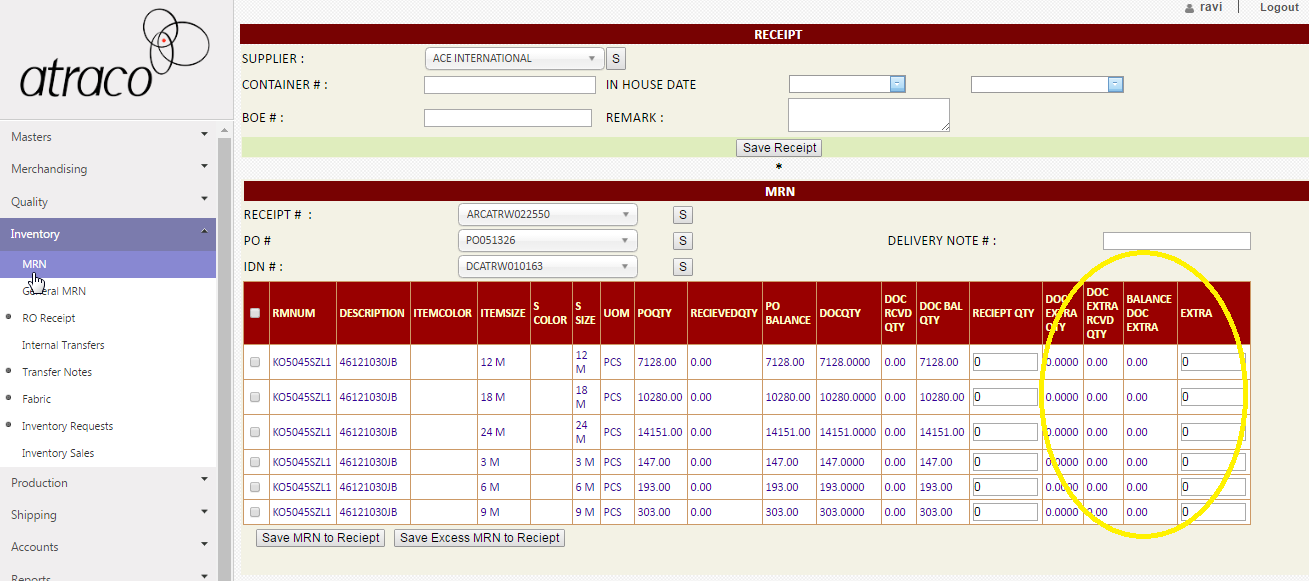 ravi
Logout
atraco
Masters
Merchandising
Quality
Inventory
MRN
General MRN
RO Receipt
Internal Transfers
Transfer Notes
Fabric
Inventory Requests
Inventory Sales
Production
Shipping
Accounts
Reports
RECEIPT
SUPPLIER : ACE INTERNATIONAL S
CONTAINER # : IN HOUSE DATE
BOE # : REMARK :
Save Receipt
*
MRN
RECEIPT # : ARCATRW022550 S
PO # PO051326 S DELIVERY NOTE # :
IDN # : DCATRW010163 S
RMNUM DESCRIPTION ITEMCOLOR ITEMSIZE S COLOR S SIZE UOM POQTY RECIEVEDQTY PO BALANCE DOCQTY DOC RCVD QTY DOC BAL QTY RECIEPT QTY DOC EXTRA QTY DOC EXTRA RCVD QTY BALANCE DOC EXTRA EXTRA
KO5045SZL1 46121030JB 12 M 12 M PCS 7128.00 0.00 7128.00 7128.0000 0.00 7128.00 0 0.0000 0.00 0.00 0
KO5045SZL1 46121030JB 18 M 18 M PCS 10280.00 0.00 10280.00 10280.0000 0.00 10280.00 0 0.0000 0.00 0.00 0
KO5045SZL1 46121030JB 24 M 24 M PCS 14151.00 0.00 14151.00 14151.0000 0.00 14151.00 0 0.0000 0.00 0.00 0
KO5045SZL1 46121030JB 3 M 3 M PCS 147.00 0.00 147.00 147.0000 0.00 147.00 0 0.0000 0.00 0.00 0
KO5045SZL1 46121030JB 6 M 6 M PCS 193.00 0.00 193.00 193.0000 0.00 193.00 0 0.0000 0.00 0.00 0
KO5045SZL1 46121030JB 9 M 9 M PCS 303.00 0.00 303.00 303.0000 0.00 303.00 0 0.0000 0.00 0.00 0
Save MRN to Reciept Save Excess MRN to Reciept